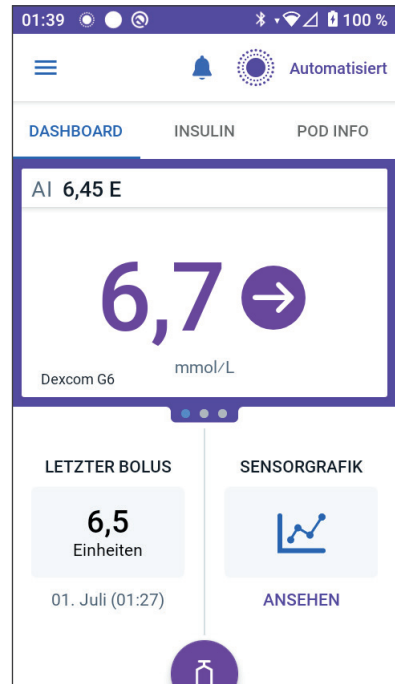 01:39 100 %
Automatisiert
DASHBOARD INSULIN POD INFO
AI 6,45 E
6,7
mmol/L
Dexcom G6
LETZTER BOLUS SENSORGRAFIK
6,5
Einheiten
01. Juli (01:27) ANSEHEN